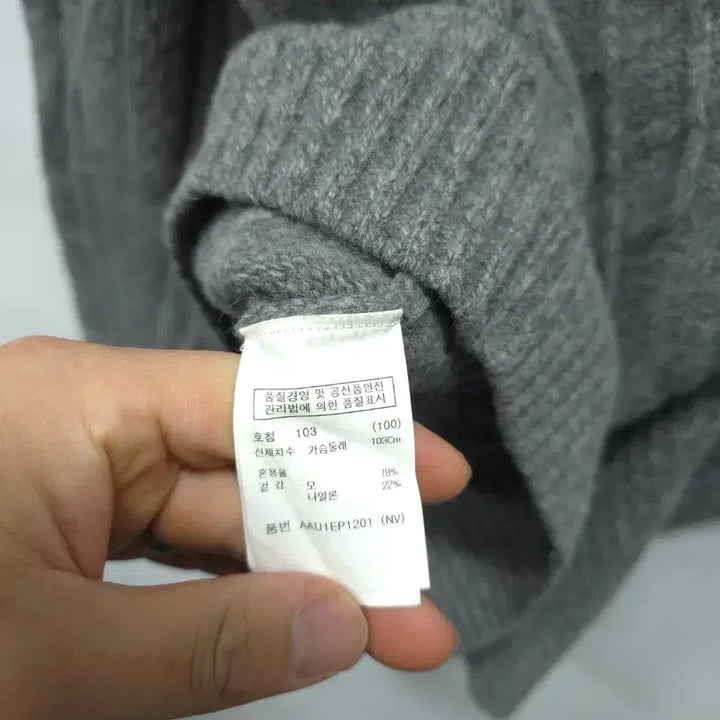 품질경영 및 공산품안전
관리법에 의한 품질표시
호칭 103 (100)
신체치수 가슴둘레 103Cm
혼용율
겉감 모 78%
나일론 22%
품번 AAU1EP1201 (NV)